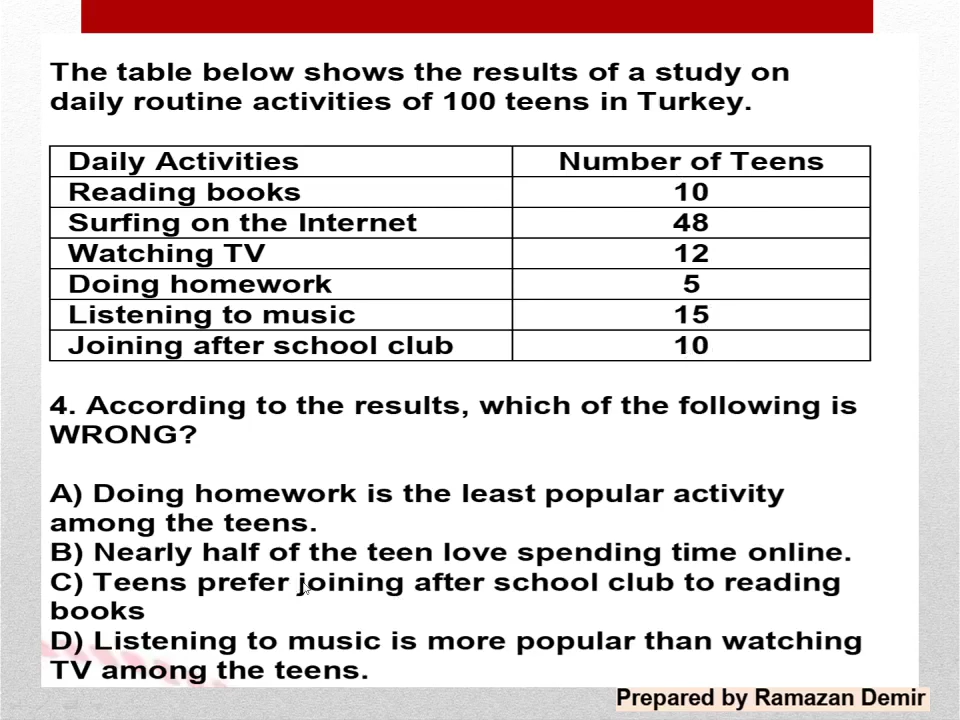 The table below shows the results of a study on
daily routine activities of 100 teens in Turkey.
Daily Activities Number of Teens
Reading books 10
Surfing on the Internet 48
Watching TV 12
Doing homework 5
Listening to music 15
Joining after school club 10
4. According to the results, which of the following is
WRONG?
A) Doing homework is the least popular activity
among the teens.
B) Nearly half of the teen love spending time online.
C) Teens prefer joining after school club to reading
books
D) Listening to music is more popular than watching
TV among the teens.
Prepared by Ramazan Demir